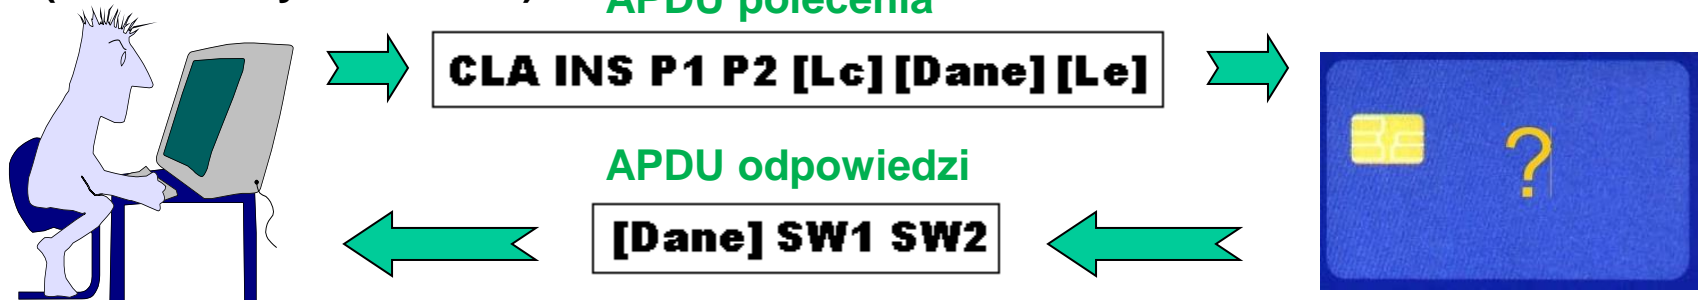 APDU polecenia
CLA INS P1 P2 [Lc] [Dane] [Le]
?
APDU odpowiedzi
[Dane] SW1 SW2